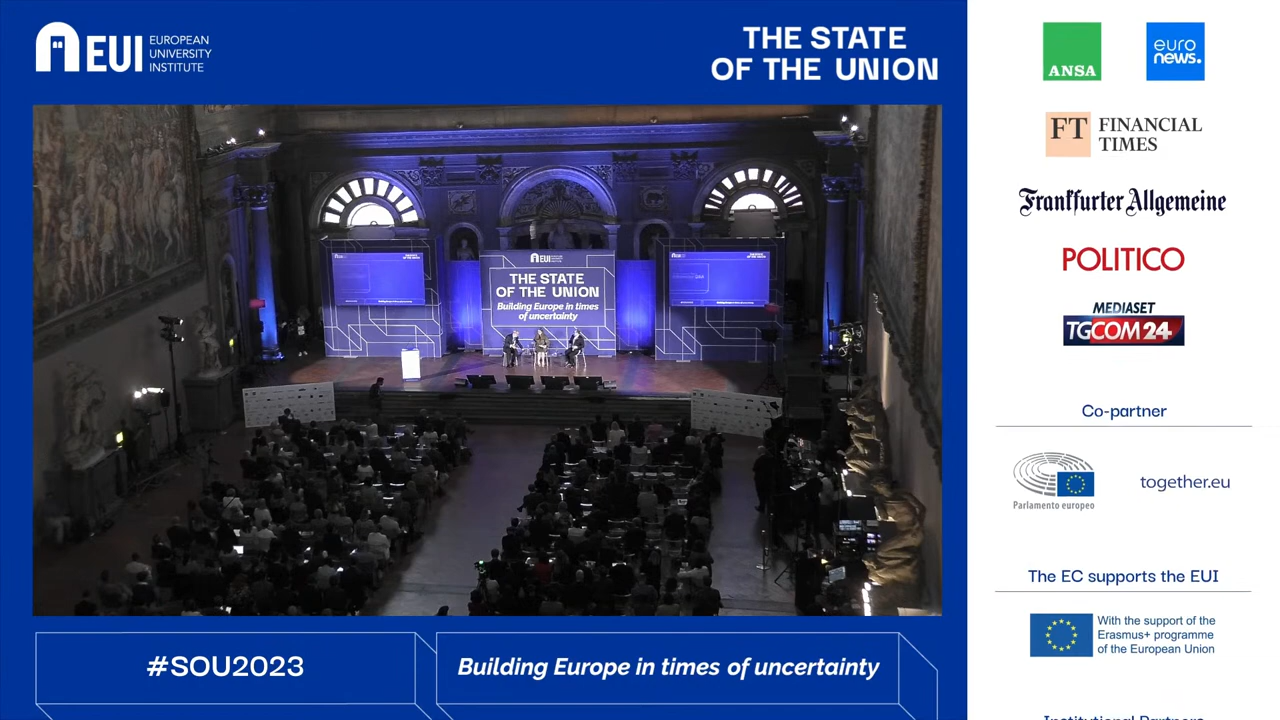 EUI
EUROPEAN
UNIVERSITY
INSTITUTE
THE STATE
OF THE UNION
EUI
THE STATE
OF THE UNION
Building Europe in times
of uncertainty
#SOU2023
Building Europe in times of uncertainty
ANSA
euro
news.
FT FINANCIAL
TIMES
Frankfurter Allgemeine
POLITICO
MEDIASET
TGCOM24
Co-partner
Parlamento europeo
together.eu
The EC supports the EUI
With the support of the
Erasmus+ programme
of the European Union
Institutional Partners